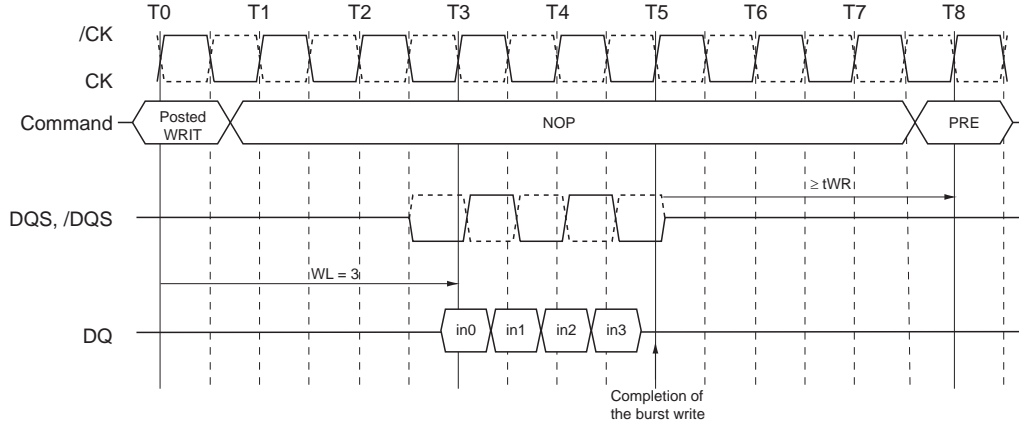 T0 T1 T2 T3 T4 T5 T6 T7 T8
/CK
CK
Command
Posted
WRIT
NOP
PRE
≥ tWR
DQS, /DQS
WL = 3
DQ
in0 in1 in2 in3
Completion of
the burst write